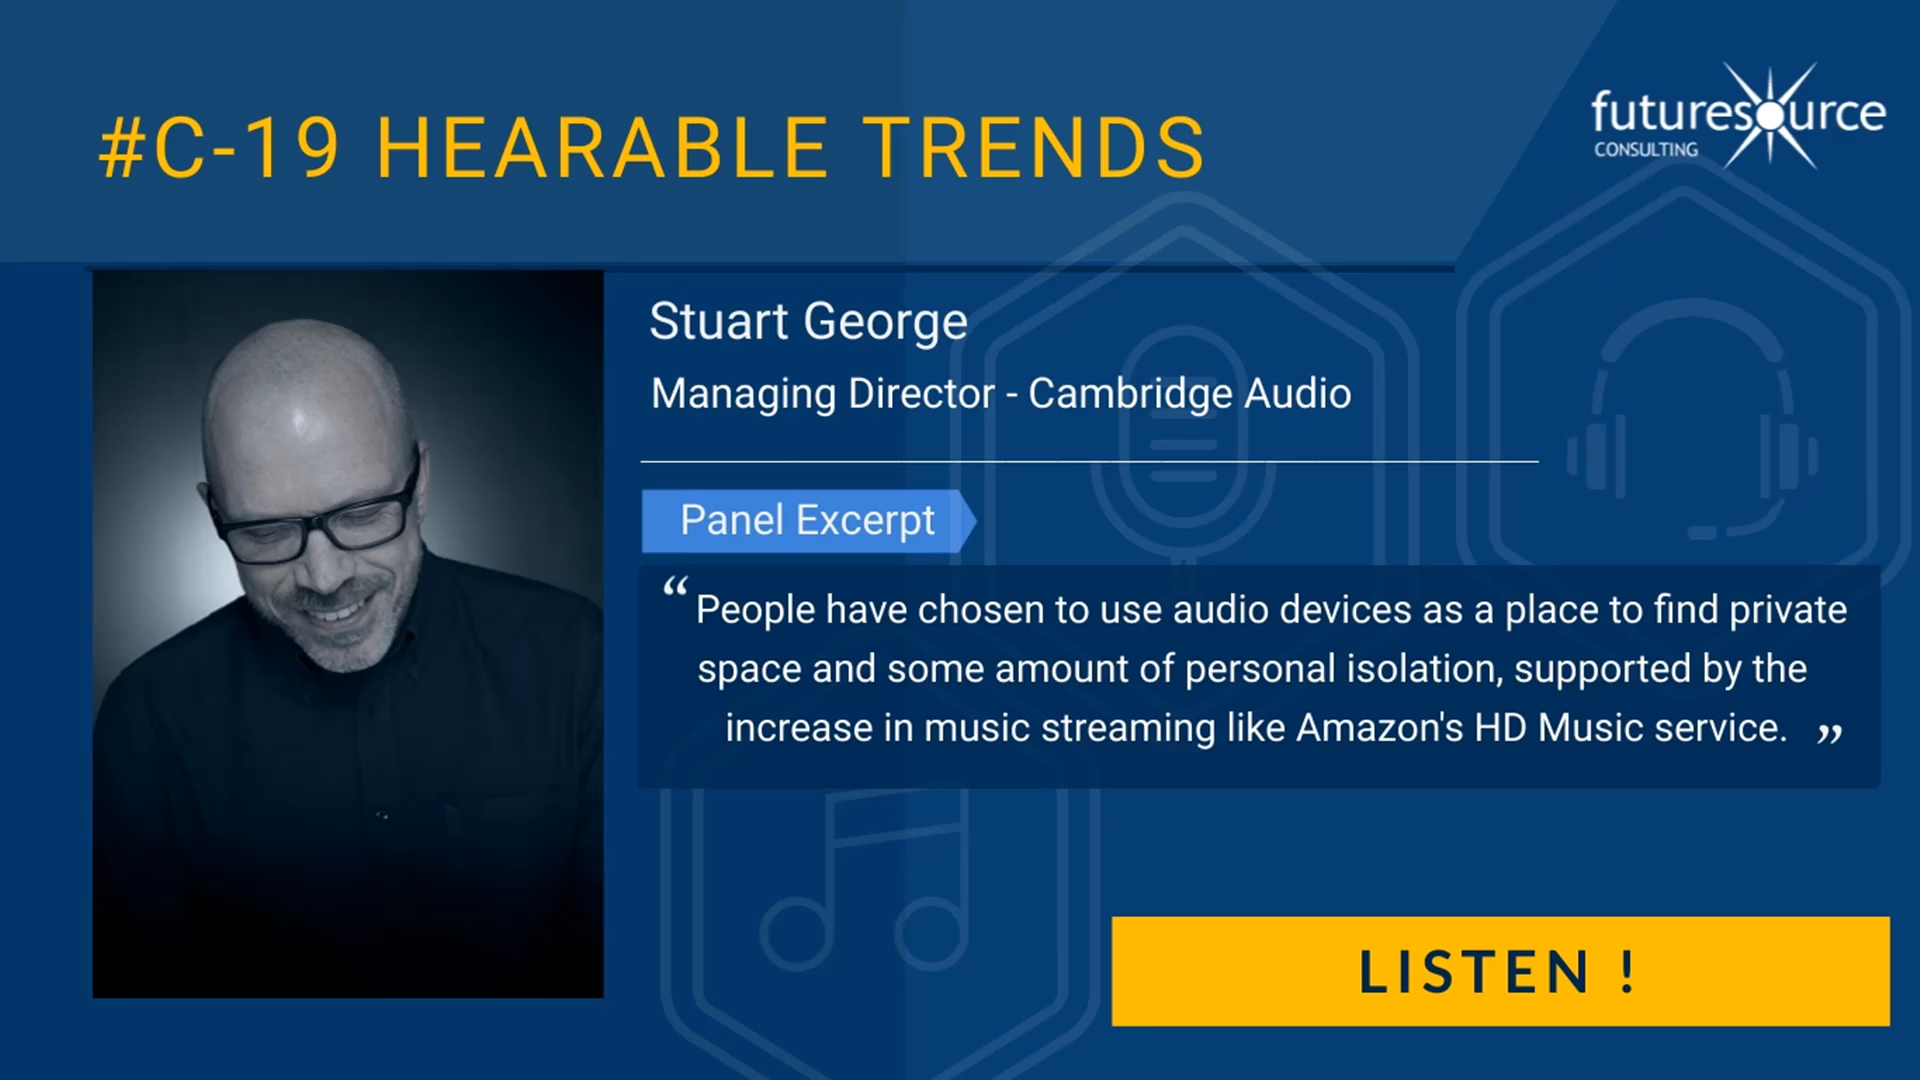 #C-19 HEARABLE TRENDS
futuresource
CONSULTING
Stuart George
Managing Director - Cambridge Audio
Panel Excerpt
“People have chosen to use audio devices as a place to find private
space and some amount of personal isolation, supported by the
increase in music streaming like Amazon's HD Music service. ”
LISTEN !